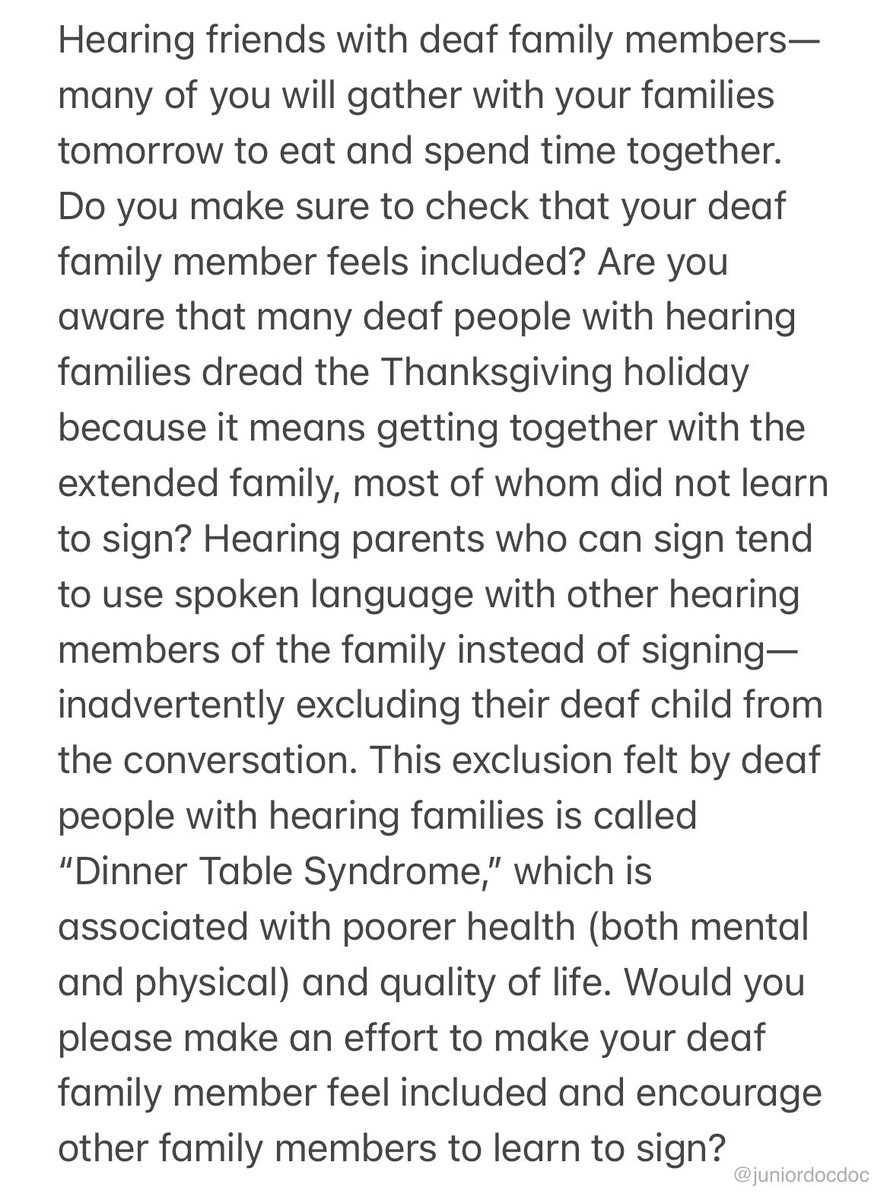 Hearing friends with deaf family members—
many of you will gather with your families
tomorrow to eat and spend time together.
Do you make sure to check that your deaf
family member feels included? Are you
aware that many deaf people with hearing
families dread the Thanksgiving holiday
because it means getting together with the
extended family, most of whom did not learn
to sign? Hearing parents who can sign tend
to use spoken language with other hearing
members of the family instead of signing—
inadvertently excluding their deaf child from
the conversation. This exclusion felt by deaf
people with hearing families is called
“Dinner Table Syndrome,” which is
associated with poorer health (both mental
and physical) and quality of life. Would you
please make an effort to make your deaf
family member feel included and encourage
other family members to learn to sign?
@juniordocdoc